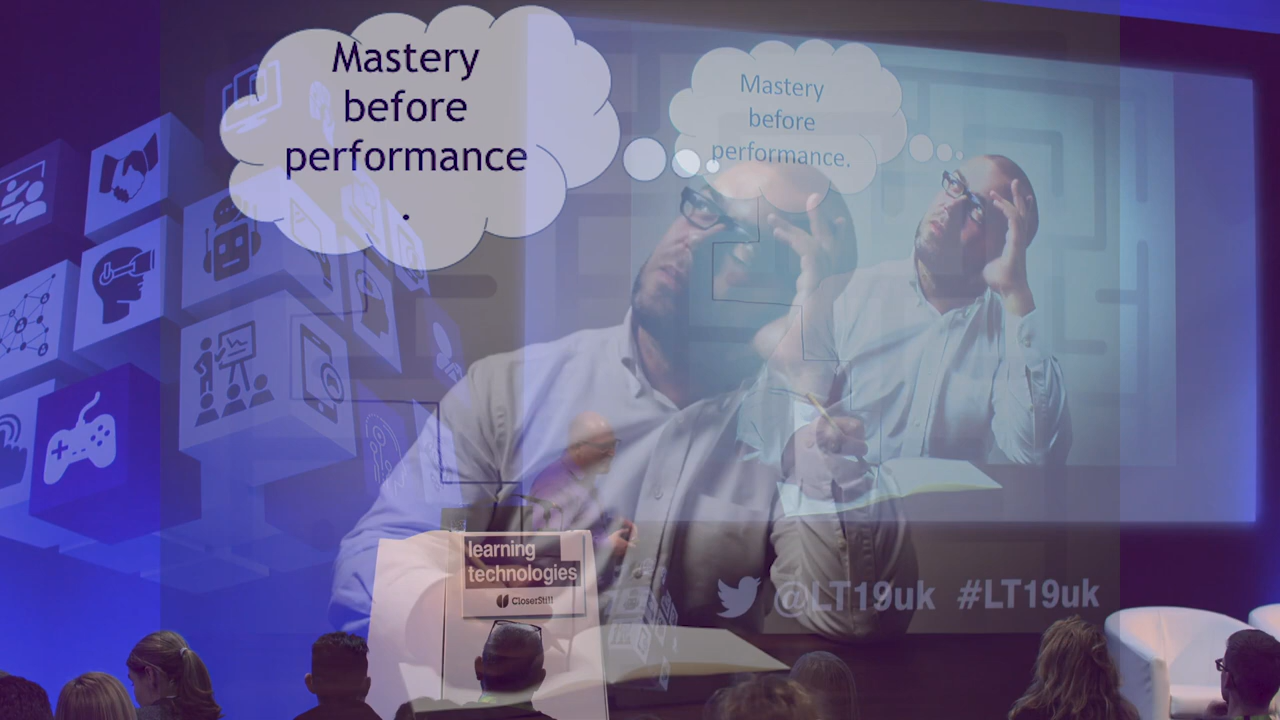 Mastery
before
performance
.
Mastery
before
performance.
learning
technologies
CloserStill
@LT19uk #LT19uk